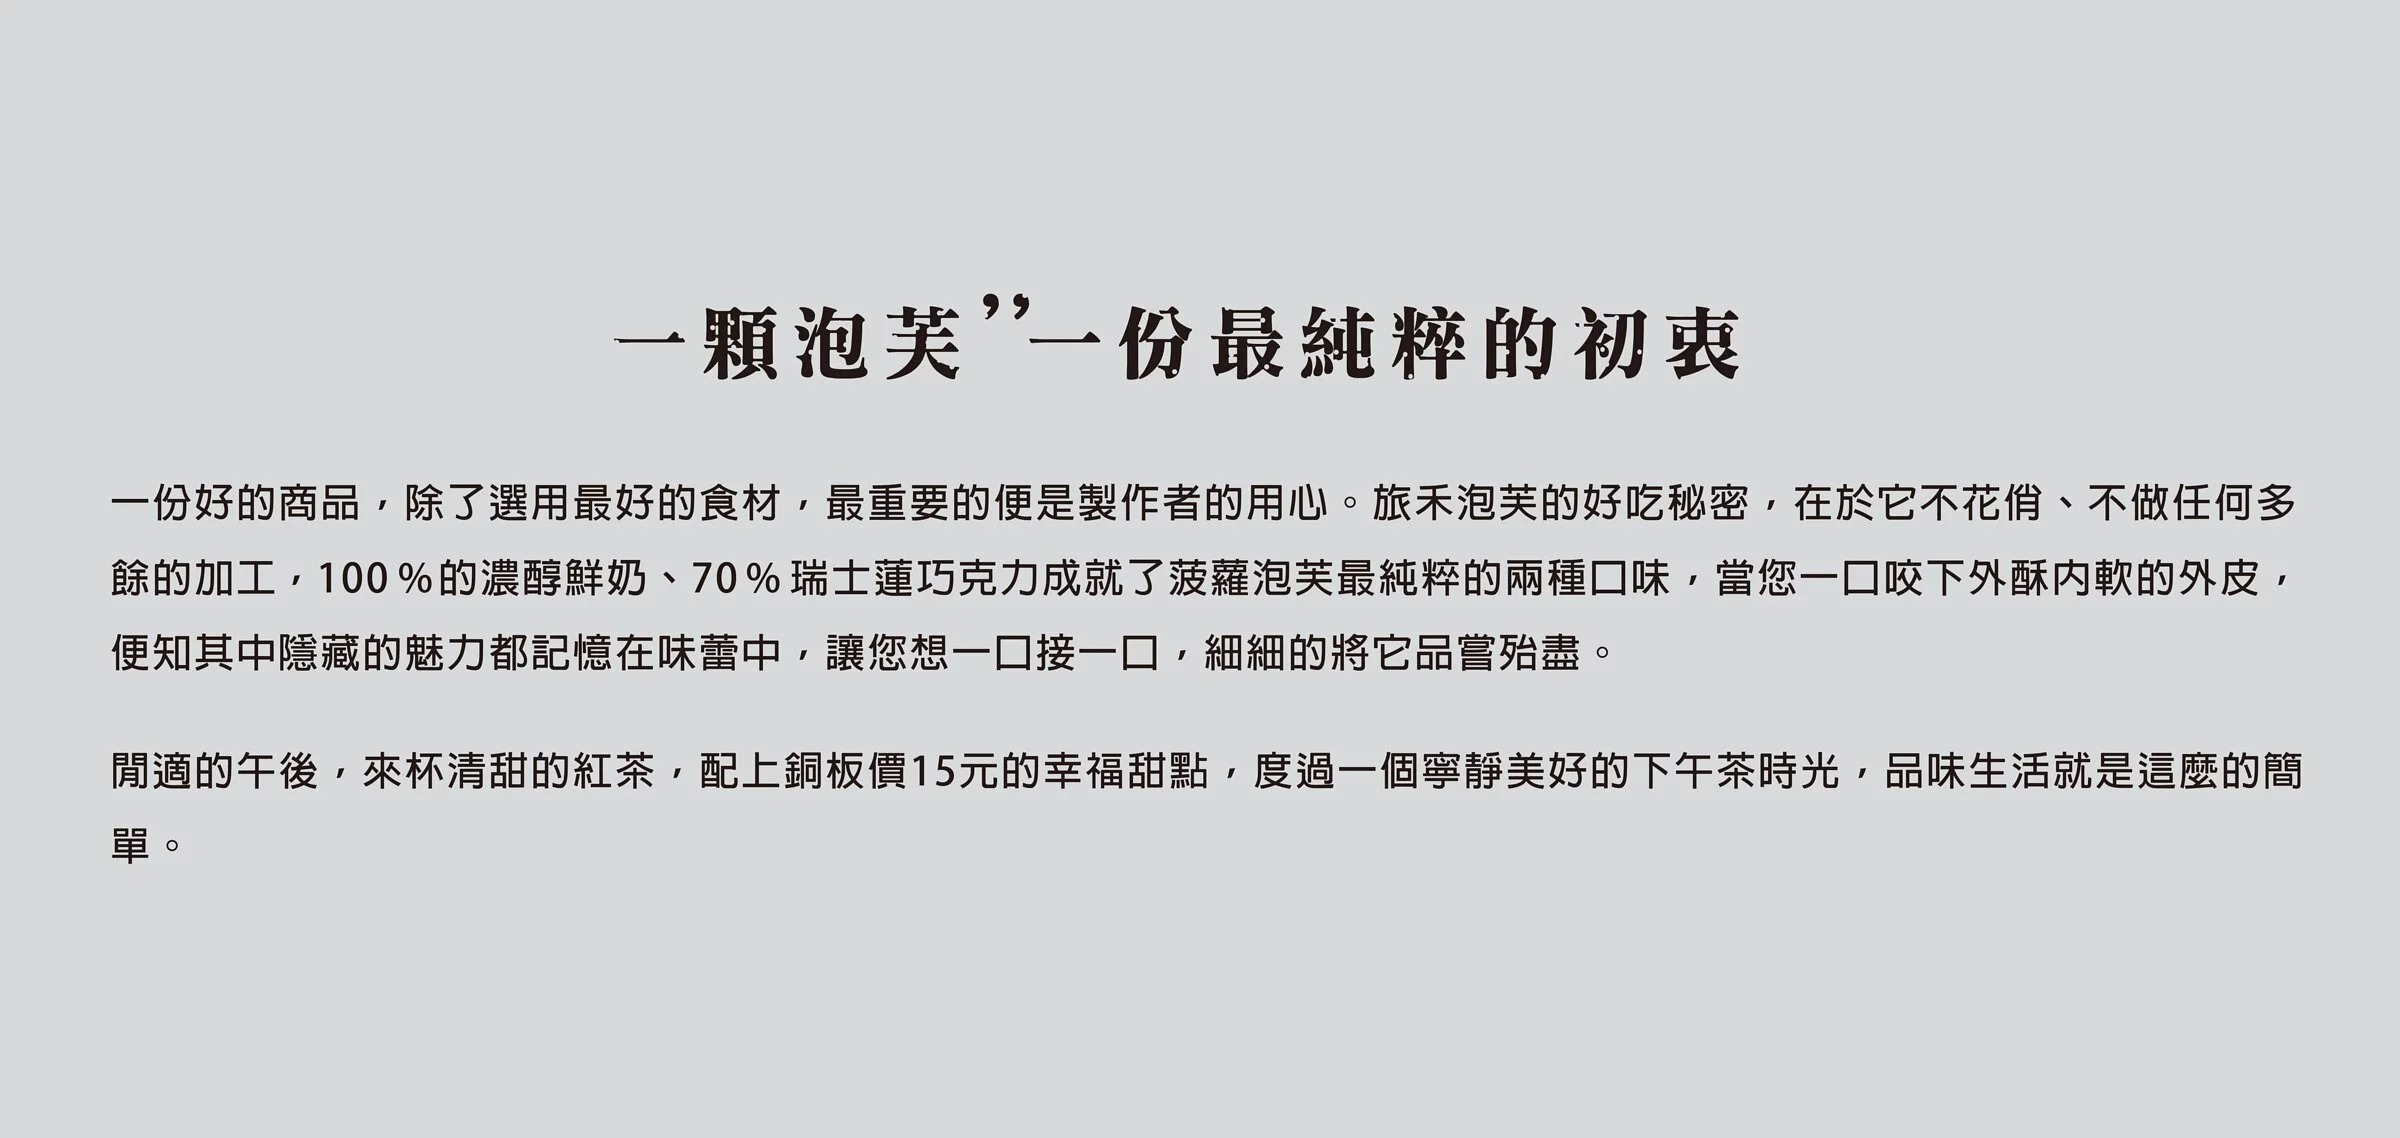 一顆泡芙”一份最純粹的初衷
一份好的商品，除了選用最好的食材，最重要的便是製作者的用心。旅禾泡芙的好吃秘密，在於它不花俏、不做任何多
餘的加工，100%的濃醇鮮奶、70%瑞士蓮巧克力成就了菠蘿泡芙最純粹的兩種口味，當您一口咬下外酥內軟的外皮，
便知其中隱藏的魅力都記憶在味蕾中，讓您想一口接一口，細細的將它品嘗殆盡。
閒適的午後，來杯清甜的紅茶，配上銅板價15元的幸福甜點，度過一個寧靜美好的下午茶時光，品味生活就是這麼的簡
單。